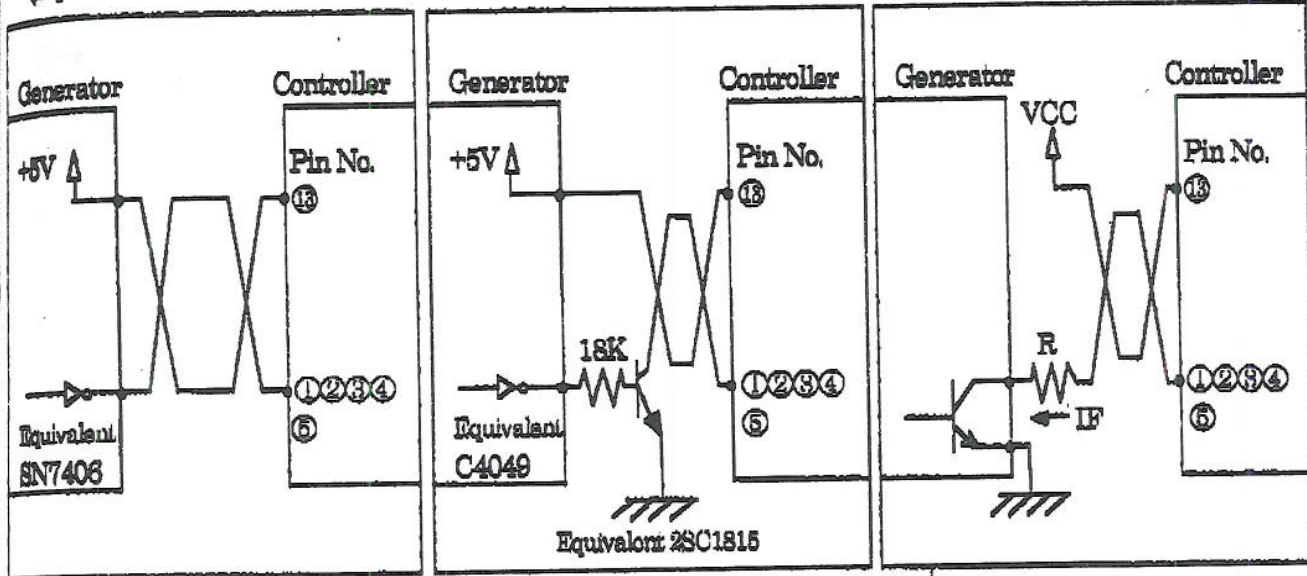 Generator
Controller
+5V
Pin No.
⑬
①②③④
⑤
Equivalent
SN7406
Generator
Controller
+5V
Pin No.
⑬
18K
①②③④
⑤
Equivalent
C4049
Equivalent 2SC1815
Generator
Controller
VCC
Pin No.
⑬
R
①②③④
⑤
IF